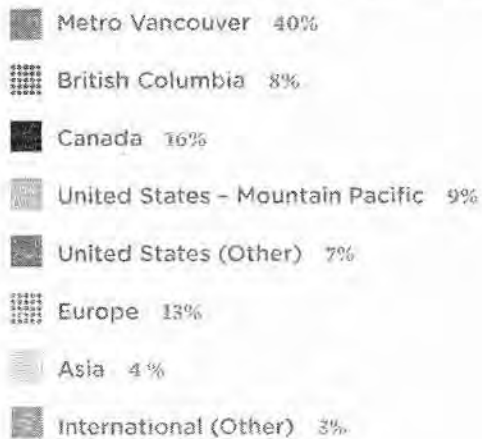 Metro Vancouver 40%
British Columbia 8%
Canada 16%
United States – Mountain Pacific 9%
United States (Other) 7%
Europe 13%
Asia 4%
International (Other) 3%